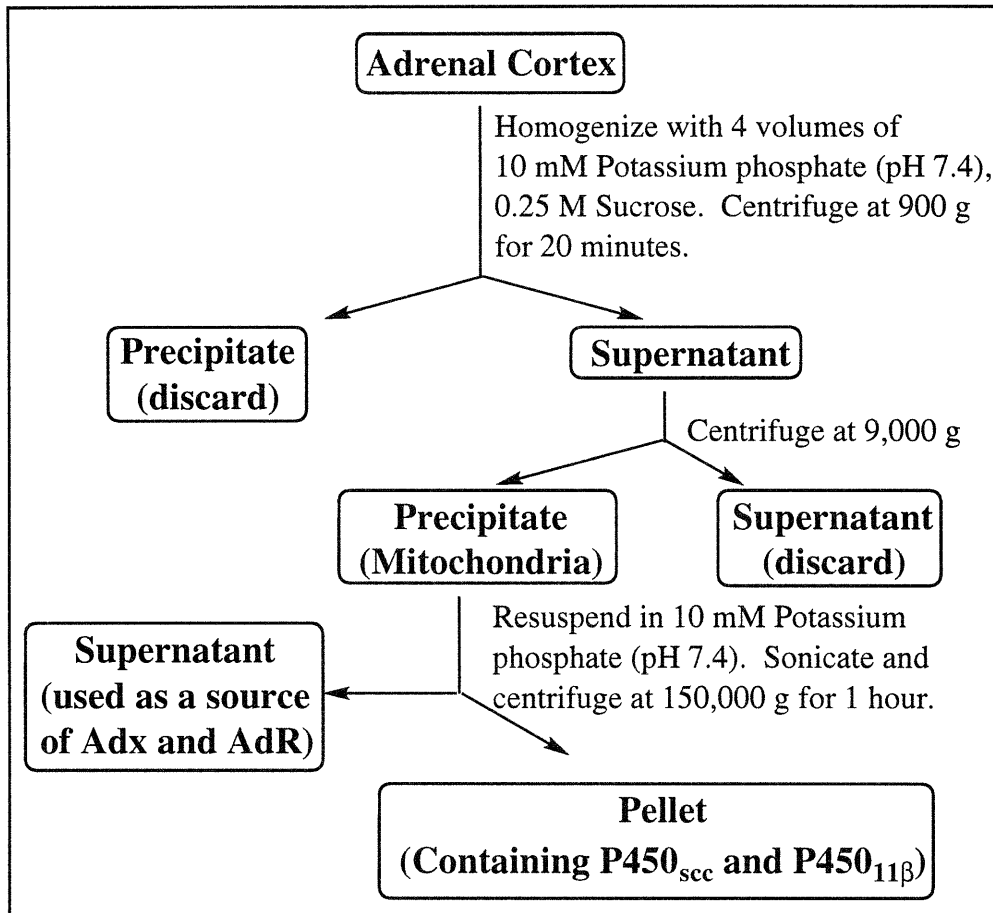 Adrenal Cortex
Homogenize with 4 volumes of
10 mM Potassium phosphate (pH 7.4),
0.25 M Sucrose. Centrifuge at 900 g
for 20 minutes.
Precipitate
(discard)
Supernatant
Centrifuge at 9,000 g
Precipitate
(Mitochondria)
Supernatant
(discard)
Resuspend in 10 mM Potassium
phosphate (pH 7.4). Sonicate and
centrifuge at 150,000 g for 1 hour.
Supernatant
(used as a source
of Adx and AdR)
Pellet
(Containing P450scc and P45011β)